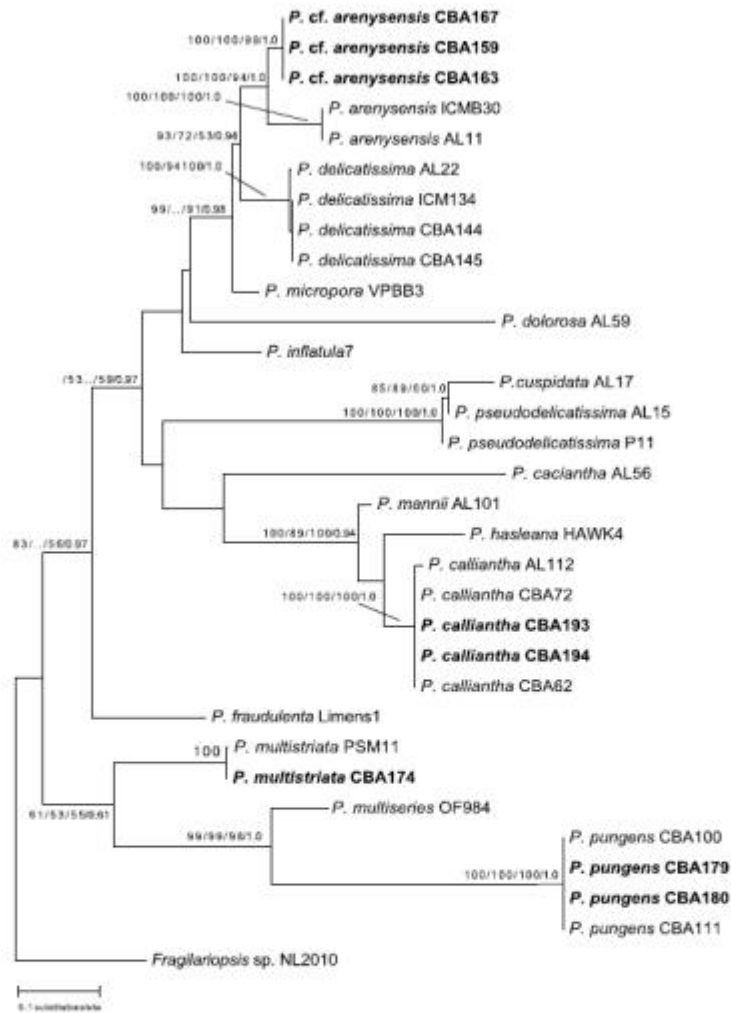 P. cf. arenysensis CBA167
100/100/99/1.0
P. cf. arenysensis CBA159
100/100/94/1.0
P. cf. arenysensis CBA163
100/100/100/1.0
P. arenysensis ICMB30
93/72/53/0.96
P. arenysensis AL11
100/94100/1.0
P. delicatissima AL22
P. delicatissima ICM134
99/../91/0.98
P. delicatissima CBA144
P. delicatissima CBA145
P. micropora VPBB3
P. dolorosa AL59
P. inflatula7
/53.../59/0.97
P.cuspidata AL17
85/89/60/1.0
P. pseudodelicatissima AL15
100/100/100/1.0
P. pseudodelicatissima P11
P. caciantha AL56
P. mannii AL101
100/89/100/0.94
P. hasleana HAWK4
83/../56/0.97
P. calliantha AL112
100/100/100/1.0
P. calliantha CBA72
P. calliantha CBA193
P. calliantha CBA194
P. calliantha CBA62
P. fraudulenta Limens1
100
P. multistriata PSM11
P. multistriata CBA174
61/53/55/0.61
P. multiseries OF984
99/99/98/1.0
P. pungens CBA100
100/100/100/1.0
P. pungens CBA179
P. pungens CBA180
P. pungens CBA111
Fragilariopsis sp. NL2010